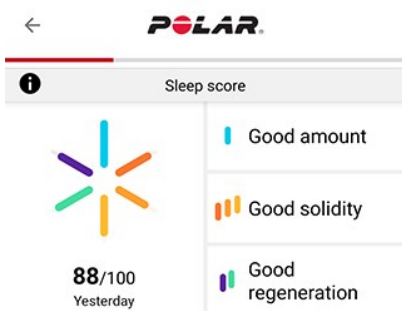 POLAR.
Sleep score
Good amount
Good solidity
Good
regeneration
88/100
Yesterday